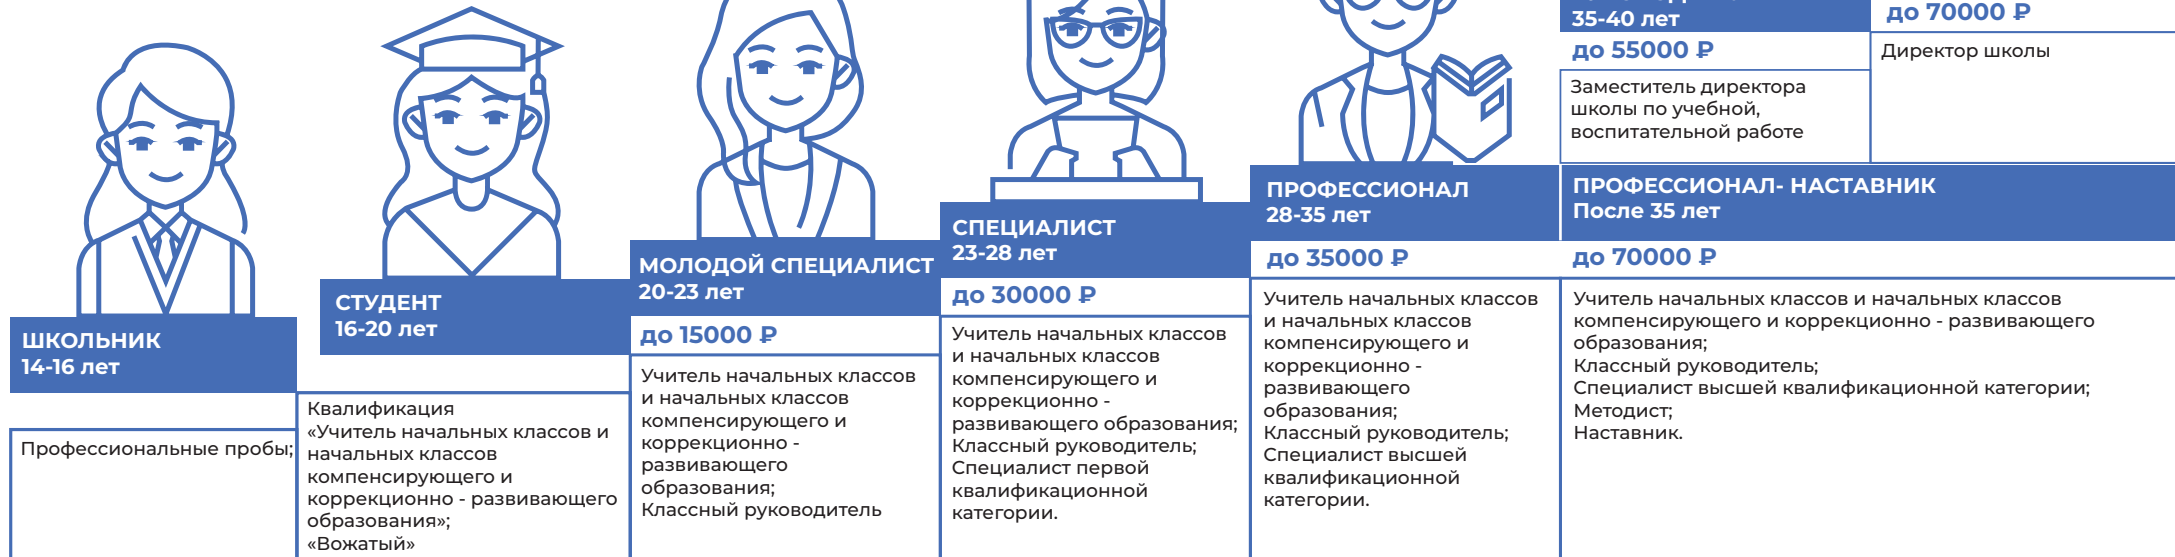 ШКОЛЬНИК
14-16 лет
Профессиональные пробы;
СТУДЕНТ
16-20 лет
Квалификация
«Учитель начальных классов и
начальных классов
компенсирующего и
коррекционно - развивающего
образования»;
«Вожатый»
МОЛОДОЙ СПЕЦИАЛИСТ
20-23 лет
до 15000 ₽
Учитель начальных классов
и начальных классов
компенсирующего и
коррекционно -
развивающего
образования;
Классный руководитель
СПЕЦИАЛИСТ
23-28 лет
до 30000 ₽
Учитель начальных классов
и начальных классов
компенсирующего и
коррекционно -
развивающего образования;
Классный руководитель;
Специалист первой
квалификационной
категории.
ПРОФЕССИОНАЛ
28-35 лет
до 35000 ₽
Учитель начальных классов
и начальных классов
компенсирующего и
коррекционно -
развивающего
образования;
Классный руководитель;
Специалист высшей
квалификационной
категории.
35-40 лет
до 55000 ₽
Заместитель директора
школы по учебной,
воспитательной работе
до 70000 ₽
Директор школы
ПРОФЕССИОНАЛ- НАСТАВНИК
После 35 лет
до 70000 ₽
Учитель начальных классов и начальных классов
компенсирующего и коррекционно - развивающего
образования;
Классный руководитель;
Специалист высшей квалификационной категории;
Методист;
Наставник.